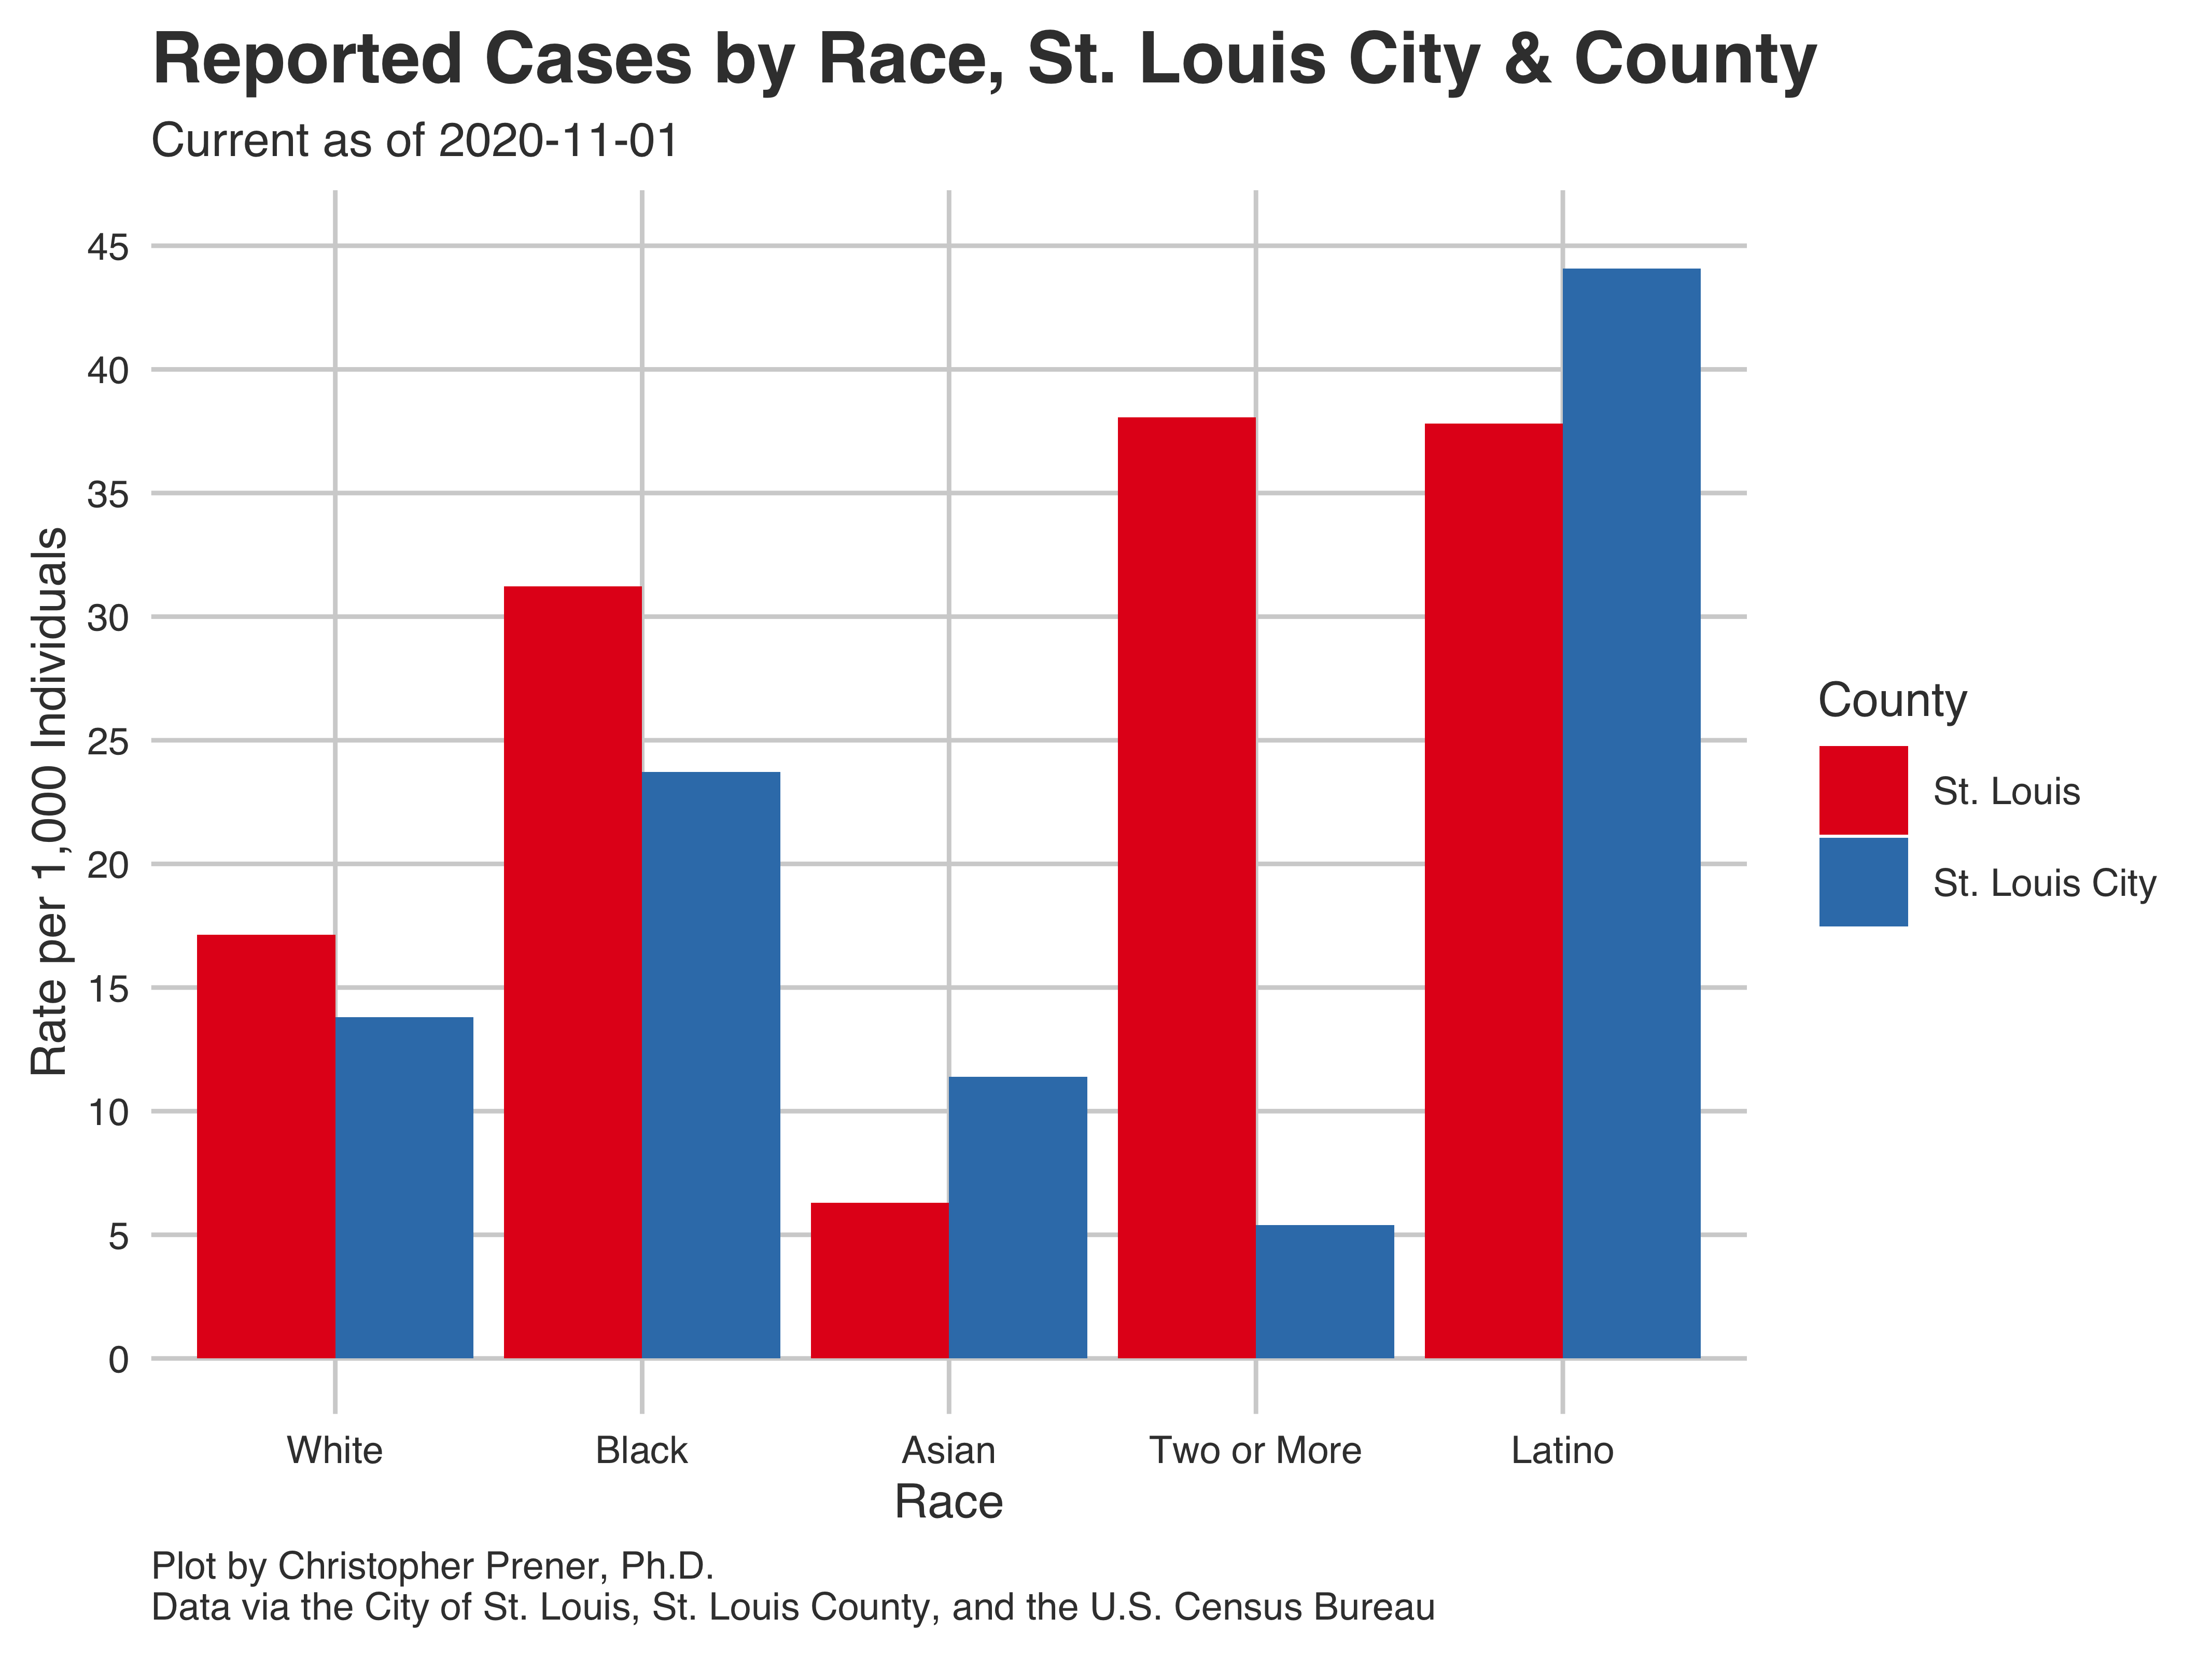 Reported Cases by Race, St. Louis City & County
Current as of 2020-11-01
Rate per 1,000 Individuals
45
40
35
30
25
20
15
10
5
0
White
Black
Asian
Two or More
Latino
Race
County
St. Louis
St. Louis City
Plot by Christopher Prener, Ph.D.
Data via the City of St. Louis, St. Louis County, and the U.S. Census Bureau